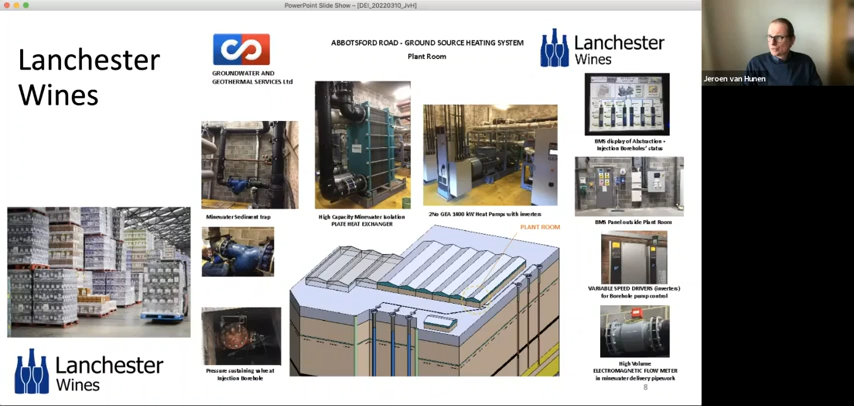 PowerPoint Slide Show – [DEI_20220310_JvH]
Lanchester
Wines
GROUNDWATER AND
GEOTHERMAL SERVICES Ltd
ABBOTSFORD ROAD - GROUND SOURCE HEATING SYSTEM
Plant Room
Lanchester
Wines
Jeroen van Hunen
Minewater Sediment trap
High Capacity Minewater isolation
PLATE HEAT EXCHANGER
2No GEA 1400 kW Heat Pumps with inverters
BMS display of Abstraction +
Injection Boreholes' status
BMS Panel outside Plant Room
PLANT ROOM
VARIABLE SPEED DRIVERS (inverters)
for Borehole pump control
Pressure sustaining valve at
Injection Borehole
High Volume
ELECTROMAGNETIC FLOW METER
in minewater delivery pipework
Lanchester
Wines
8